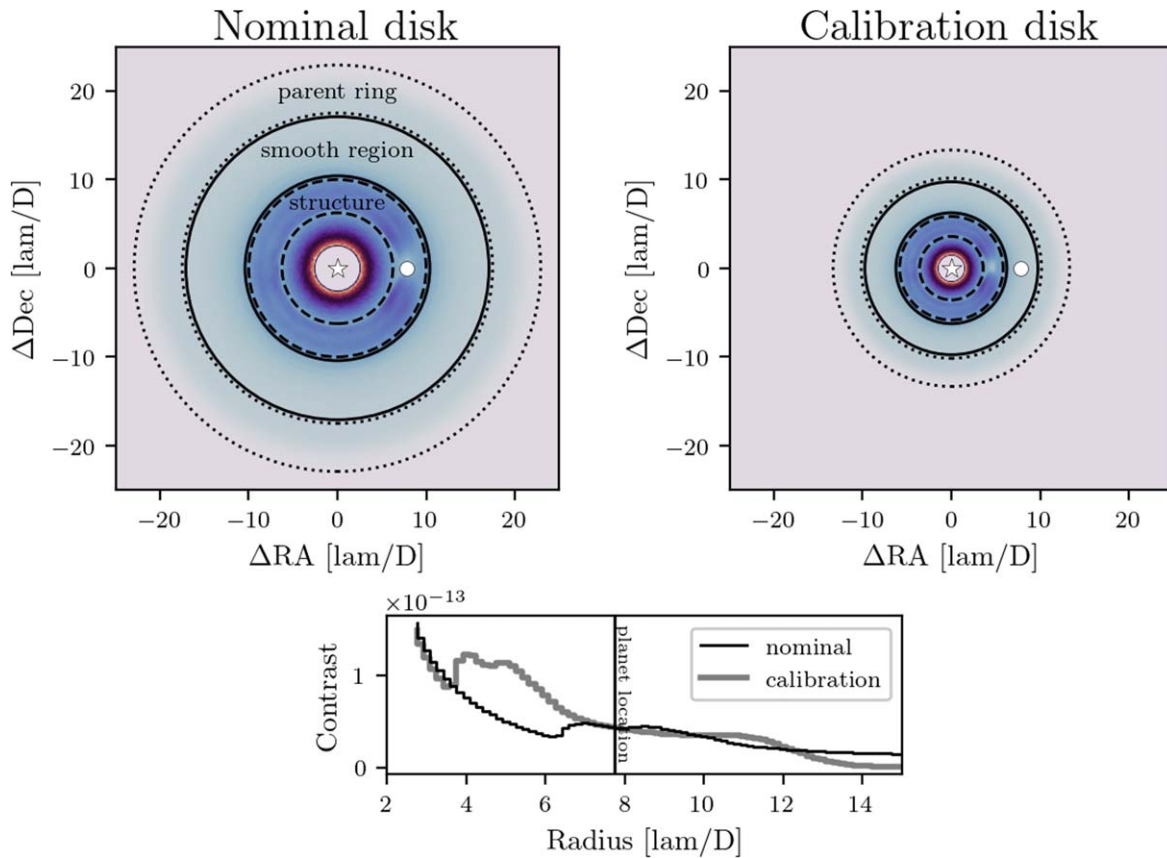 Nominal disk
Calibration disk
parent ring
smooth region
structure
20
10
0
−10
−20
ΔDec [lam/D]
−20 −10 0 10 20
ΔRA [lam/D]
20
10
0
−10
−20
ΔDec [lam/D]
−20 −10 0 10 20
ΔRA [lam/D]
×10⁻¹³
1
0
Contrast
planet location
nominal
calibration
2 4 6 8 10 12 14
Radius [lam/D]